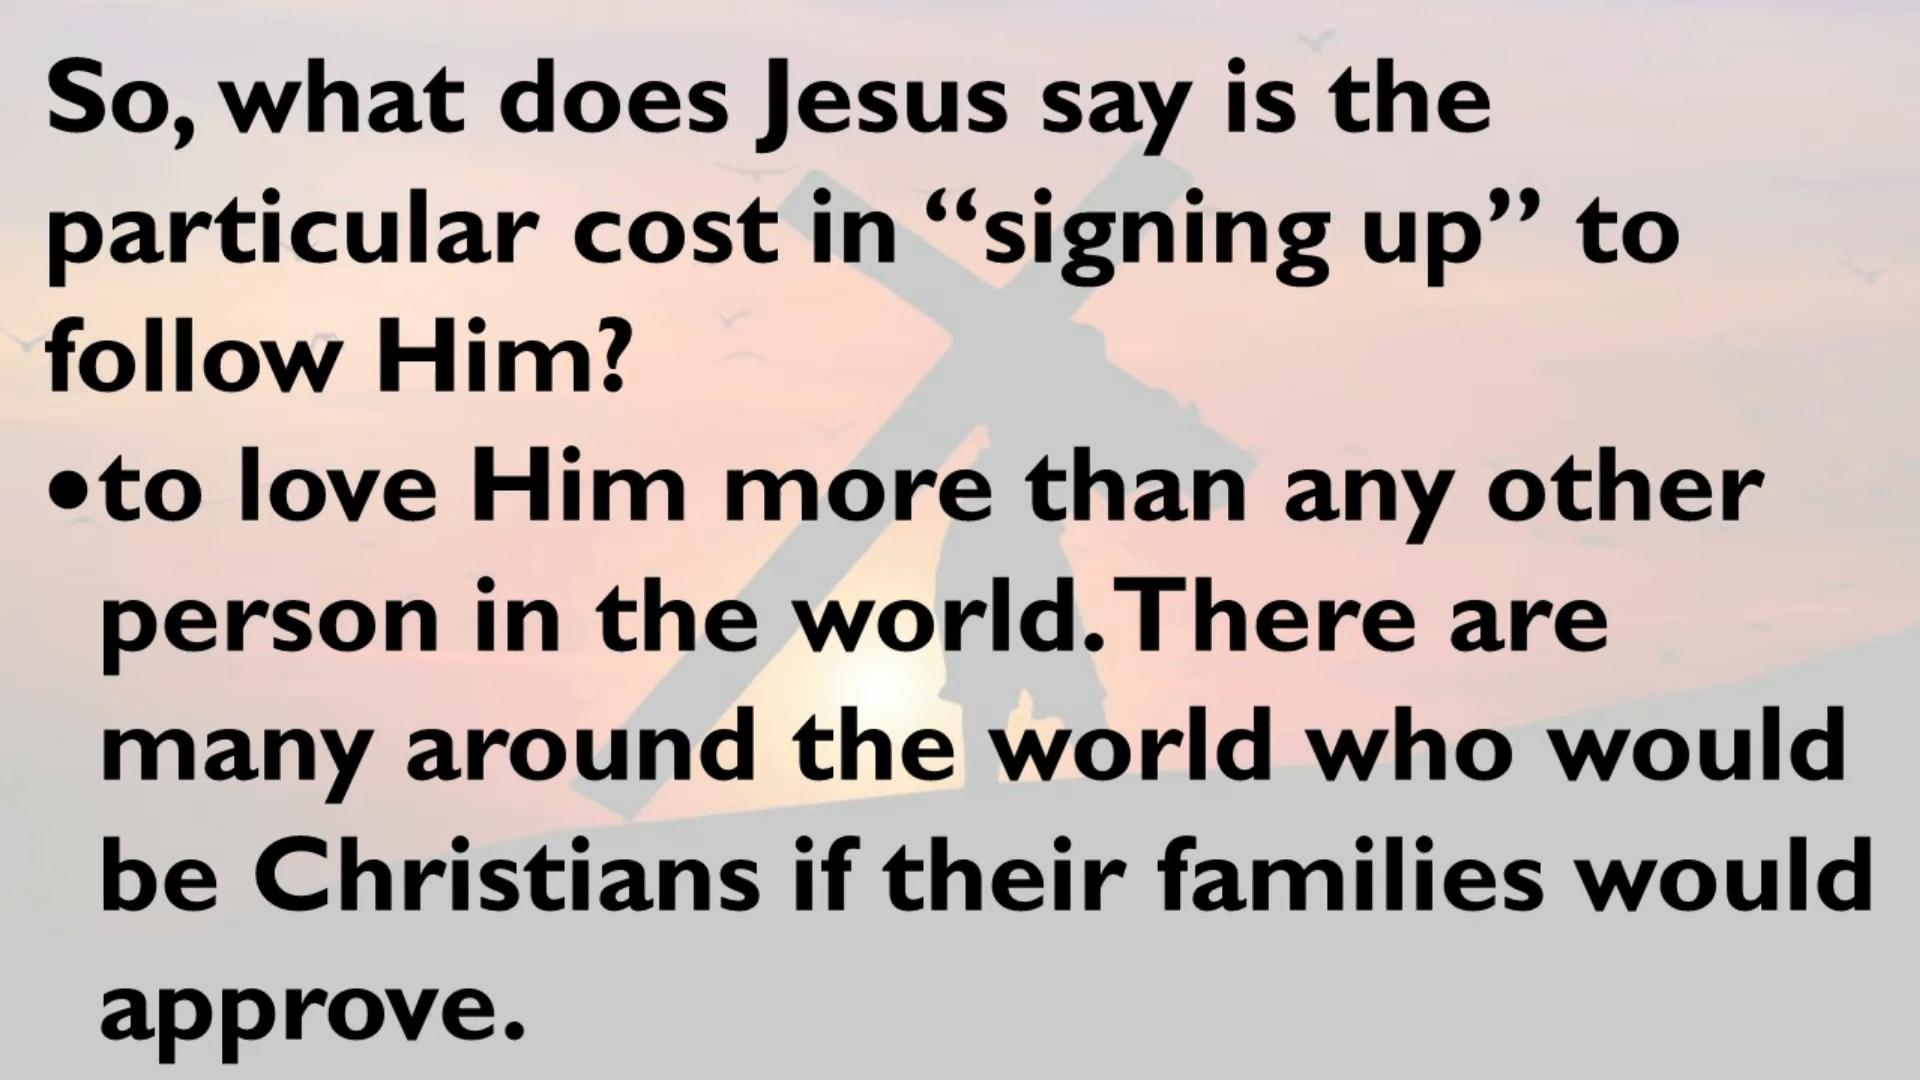 So, what does Jesus say is the
particular cost in “signing up” to
follow Him?
•to love Him more than any other
person in the world. There are
many around the world who would
be Christians if their families would
approve.